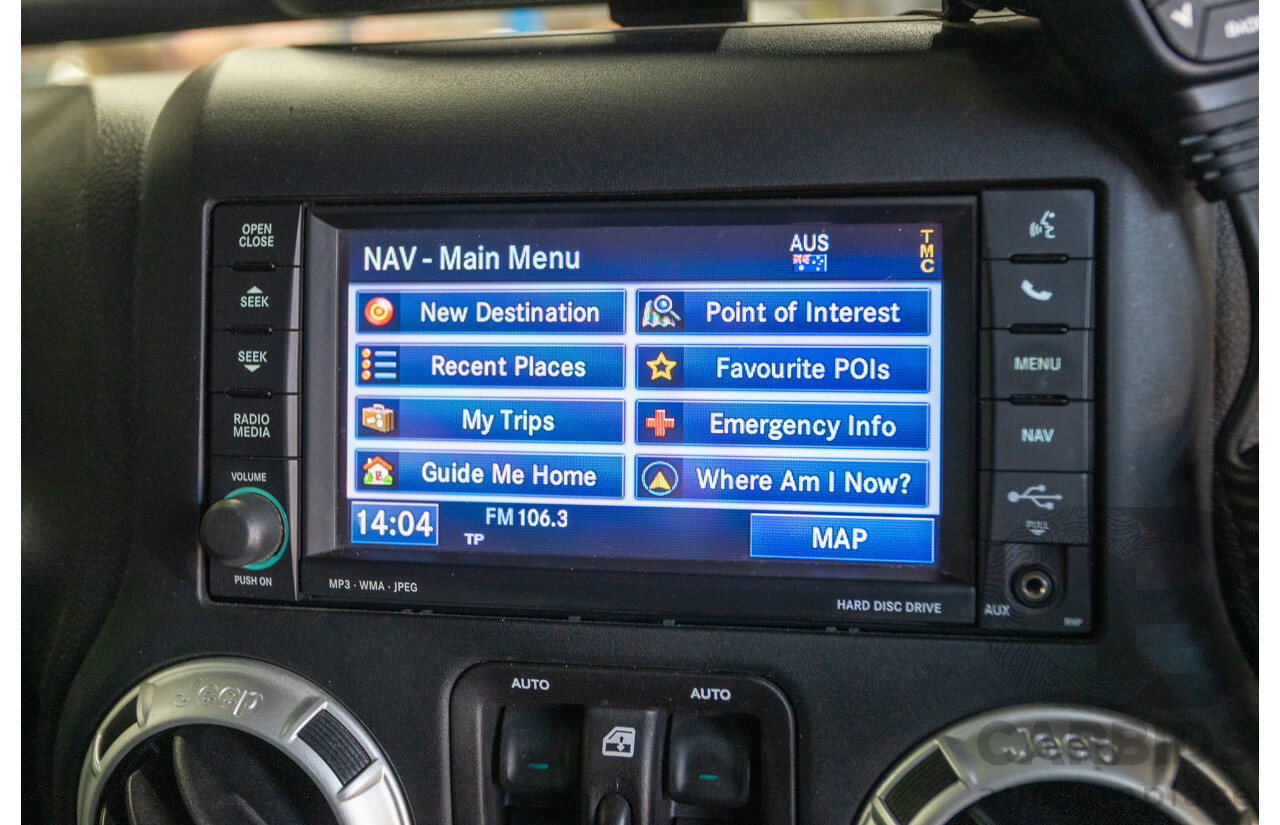 OPEN
CLOSE
SEEK
SEEK
RADIO
MEDIA
VOLUME
PUSH ON
NAV - Main Menu
AUS
TMC
New Destination
Point of Interest
Recent Places
Favourite POIs
My Trips
Emergency Info
Guide Me Home
Where Am I Now?
14:04
FM 106.3
TP
MAP
MP3 · WMA · JPEG
HARD DISC DRIVE
MENU
NAV
AUX
RHP
AUTO
AUTO
Jeep
Jeep
CARBIDS